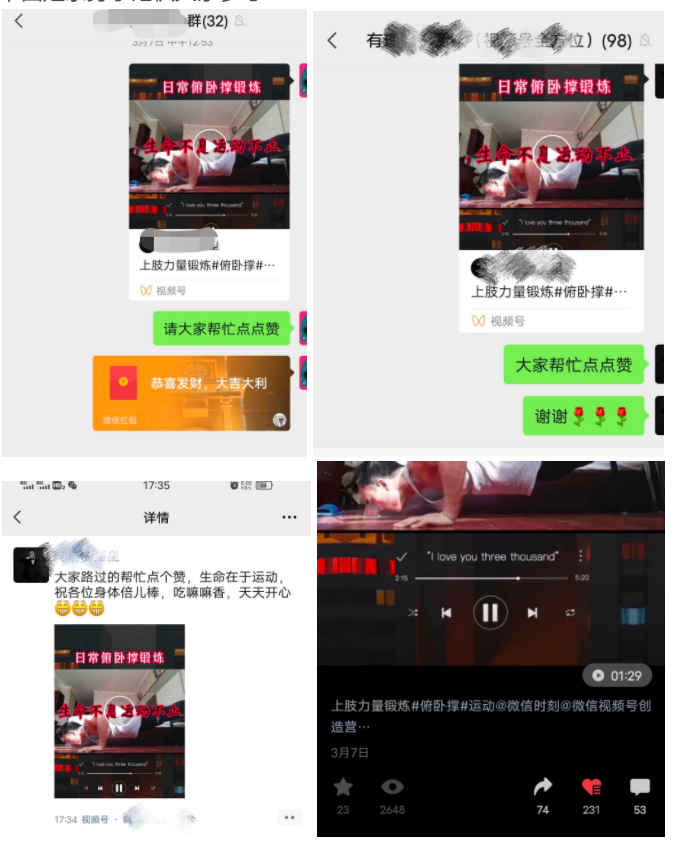 群(32)
3月7日 中午12:53
日常俯卧撑锻炼
生命不息运动不止
"I love you three thousand"
上肢力量锻炼#俯卧撑#…
视频号
请大家帮忙点点赞
恭喜发财，大吉大利
微信红包
有
全方位）(98)
日常俯卧撑锻炼
生命不息运动不止
"I love you three thousand"
上肢力量锻炼#俯卧撑#…
视频号
大家帮忙点点赞
谢谢🌹🌹🌹
17:35
详情
大家路过的帮忙点个赞，生命在于运动，
祝各位身体倍儿棒，吃嘛嘛香，天天开心
😁😁😁
日常俯卧撑锻炼
生命不息运动不止
"I love you three thousand"
17:34 视频号 ·
"I love you three thousand"
2:15
5:20
01:29
上肢力量锻炼#俯卧撑#运动@微信时刻@微信视频号创
造营…
3月7日
23
2648
74
231
53